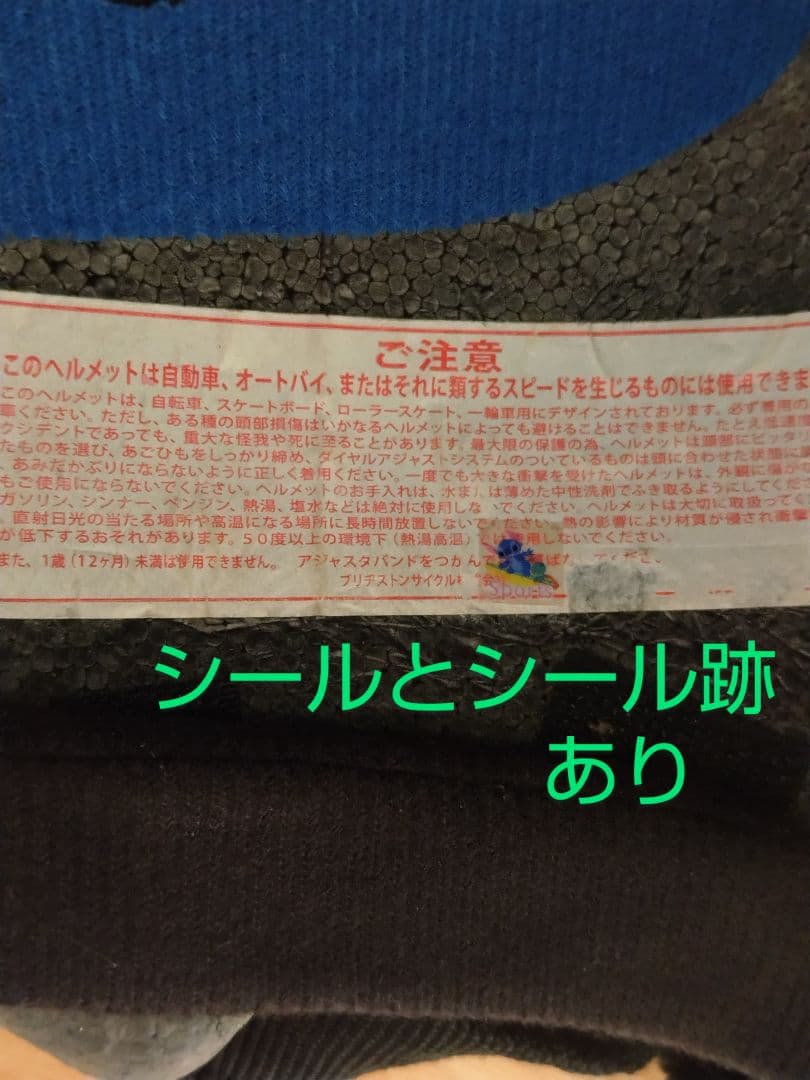 ご注意
このヘルメットは自動車、オートバイ、またはそれに類するスピードを生じるものには使用できま
このヘルメットは、自転車、スケートボード、ローラースケート、一輪車用にデザインされております。必ず着用の
ください。ただし、ある種の頭部損傷はいかなるヘルメットによっても避けることはできません。たとえ低速度
クシデントであっても、重大な怪我や死に至ることがあります。最大限の保護の為、ヘルメットは頭部にピッタリ
たものを選び、あごひもをしっかり締め、ダイヤルアジャストシステムのついているものは頭に合わせた状態に
、あみだかぶりにならないように正しく着用ください。一度でも大きな衝撃を受けたヘルメットは、外観に傷が
もご使用にならないでください。ヘルメットのお手入れは、水または薄めた中性洗剤でふき取るようにしてくだ
ガソリン、シンナー、ベンジン、熱湯、塩水などは絶対に使用しないでください。ヘルメットは大切に取扱ってく
、直射日光の当たる場所や高温になる場所に長時間放置しないでください。熱の影響により材質が侵され衝撃
が低下するおそれがあります。50度以上の環境下(熱湯高温)では使用しないでください。
また、1歳(12ヶ月)未満は使用できません。 アジャスタバンドをつかんで
ブリヂストンサイクル
Sports
シールとシール跡
あり